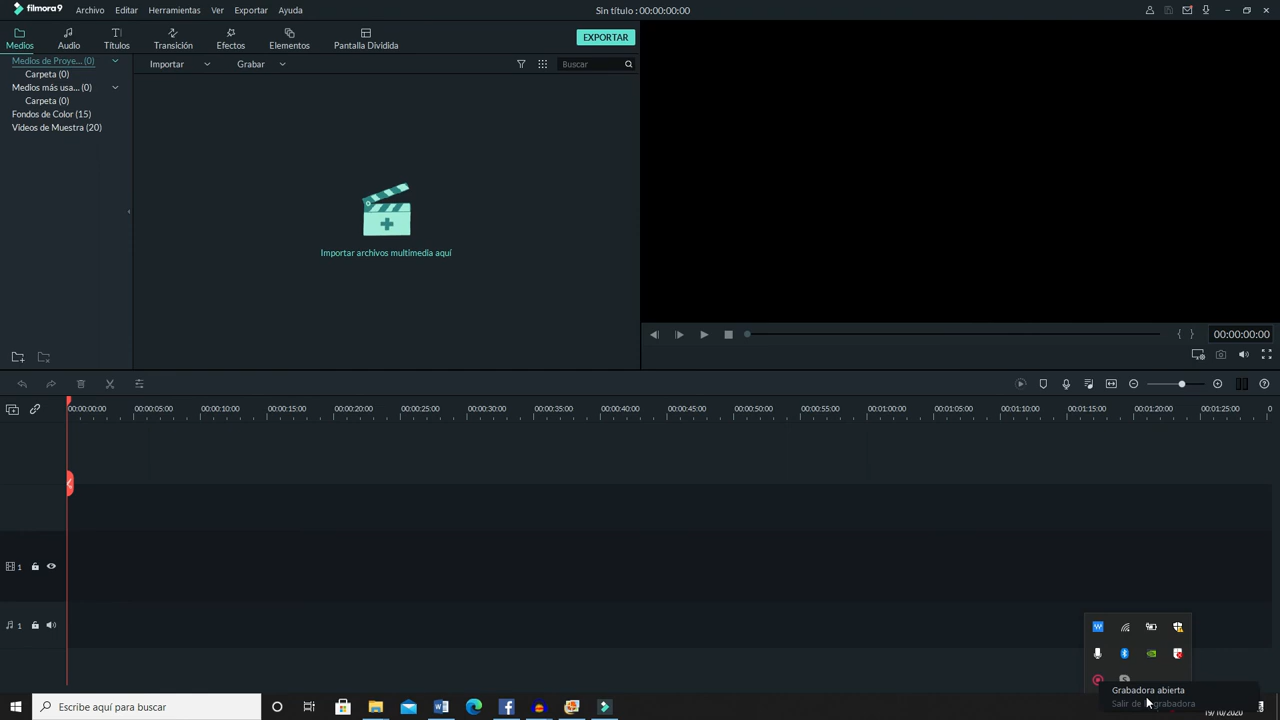 filmora9 Archivo Editar Herramientas Ver Exportar Ayuda Sin título : 00:00:00:00
Medios Audio Títulos Transición Efectos Elementos Pantalla Dividida EXPORTAR
Medios de Proye... (0)
Carpeta (0)
Medios más usa... (0)
Carpeta (0)
Fondos de Color (15)
Videos de Muestra (20)
Importar Grabar Buscar
Importar archivos multimedia aquí
{ } 00:00:00:00
00:00:00:00 00:00:05:00 00:00:10:00 00:00:15:00 00:00:20:00 00:00:25:00 00:00:30:00 00:00:35:00 00:00:40:00 00:00:45:00 00:00:50:00 00:00:55:00 00:01:00:00 00:01:05:00 00:01:10:00 00:01:15:00 00:01:20:00 00:01:25:00 0
1
1
Grabadora abierta
Salir de grabadora
Escribe aquí para buscar
19/10/2020